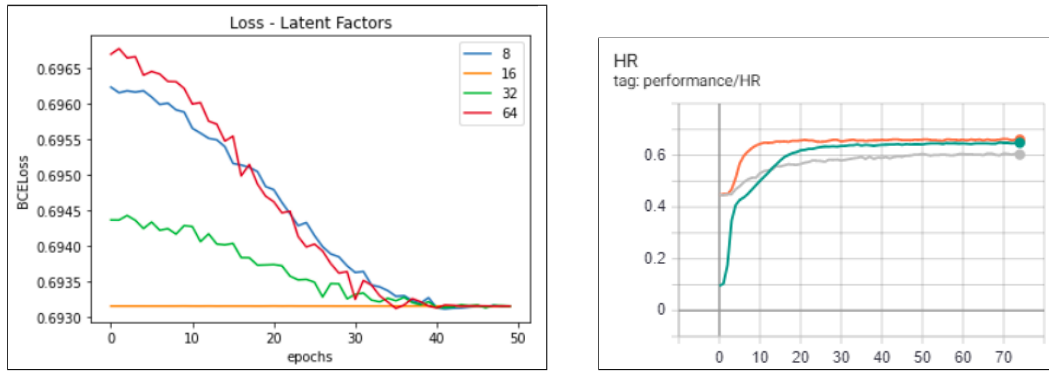 Loss - Latent Factors
8
16
32
64
0.6965
0.6960
0.6955
0.6950
0.6945
0.6940
0.6935
0.6930
BCELoss
0 10 20 30 40 50
epochs
HR
tag: performance/HR
0.6
0.4
0.2
0
0 10 20 30 40 50 60 70